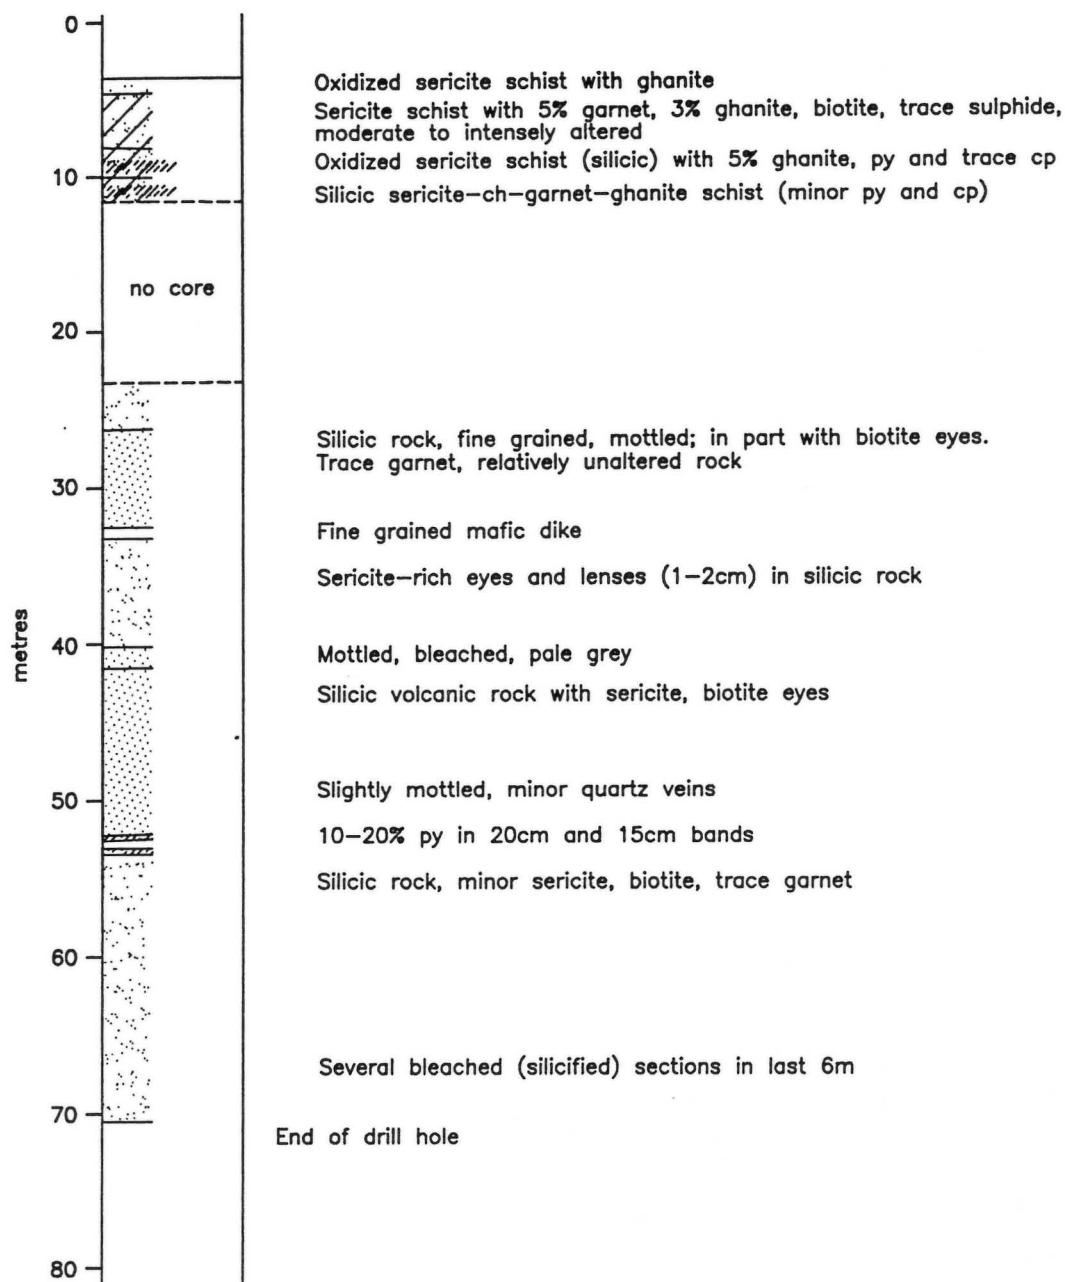 0
Oxidized sericite schist with ghanite
Sericite schist with 5% garnet, 3% ghanite, biotite, trace sulphide,
moderate to intensely altered
Oxidized sericite schist (silicic) with 5% ghanite, py and trace cp
10
Silicic sericite-ch-garnet-ghanite schist (minor py and cp)
no core
20
Silicic rock, fine grained, mottled; in part with biotite eyes.
Trace garnet, relatively unaltered rock
30
Fine grained mafic dike
Sericite-rich eyes and lenses (1-2cm) in silicic rock
metres
40
Mottled, bleached, pale grey
Silicic volcanic rock with sericite, biotite eyes
Slightly mottled, minor quartz veins
50
10-20% py in 20cm and 15cm bands
Silicic rock, minor sericite, biotite, trace garnet
60
Several bleached (silicified) sections in last 6m
70
End of drill hole
80